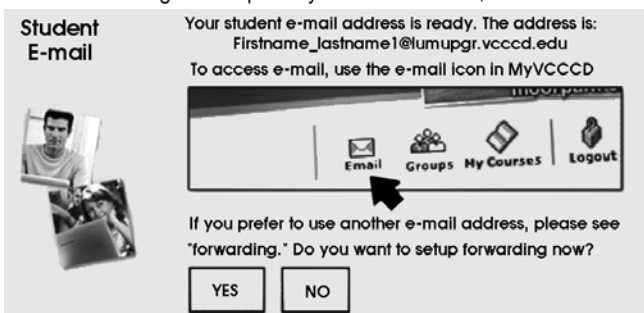 Student
E-mail
Your student e-mail address is ready. The address is:
Firstname_lastname1@lumupgr.vcccd.edu
To access e-mail, use the e-mail icon in MyVCCCD
moorpark
Email
Groups
My Courses
Logout
If you prefer to use another e-mail address, please see
"forwarding." Do you want to setup forwarding now?
YES
NO